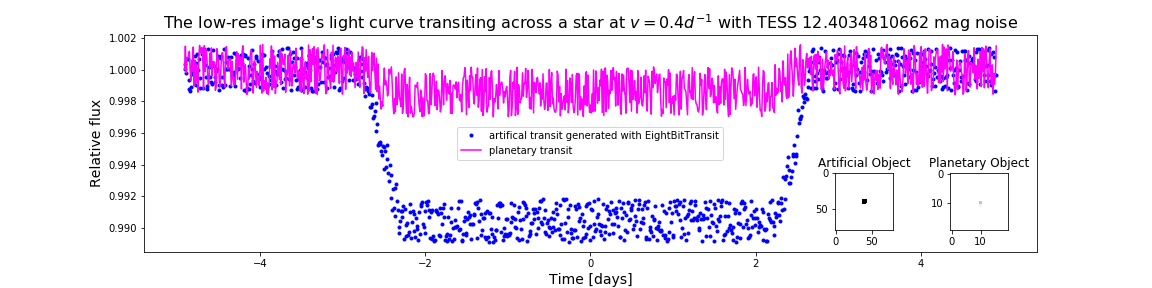 The low-res image's light curve transiting across a star at v = 0.4d⁻¹ with TESS 12.4034810662 mag noise
Relative flux
1.002
1.000
0.998
0.996
0.994
0.992
0.990
artifical transit generated with EightBitTransit
planetary transit
Artificial Object
0
50
0
50
Planetary Object
0
10
0
10
−4
−2
0
2
4
Time [days]